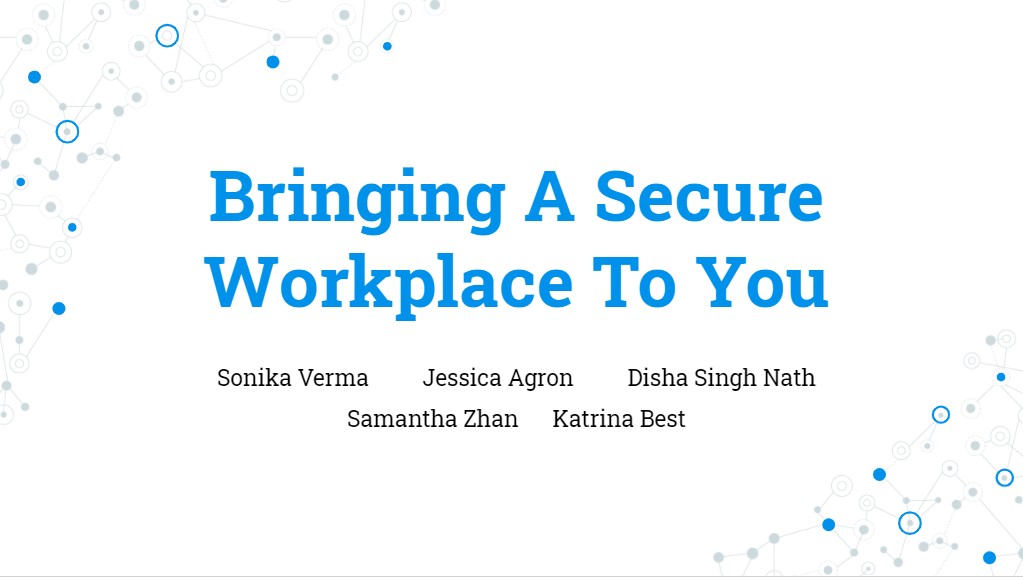 Bringing A Secure
Workplace To You
Sonika Verma Jessica Agron Disha Singh Nath
Samantha Zhan Katrina Best